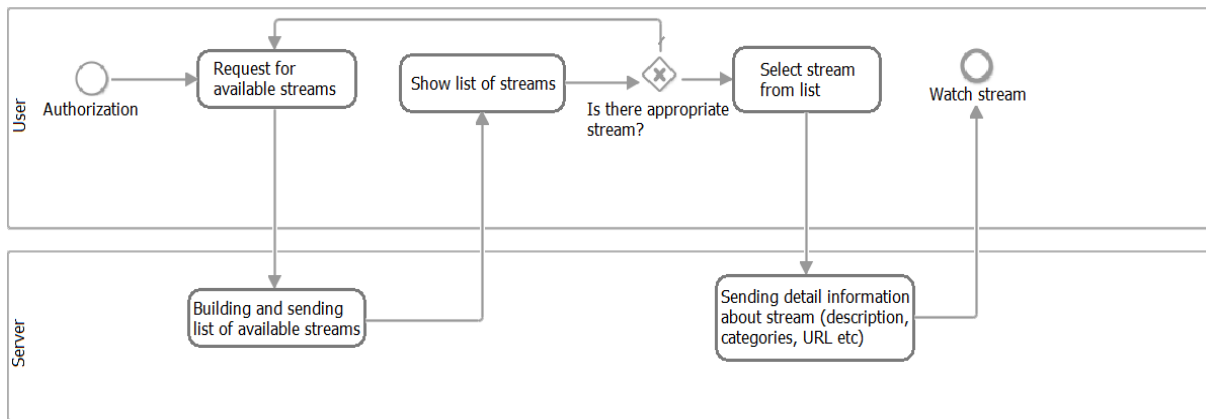 User
Authorization
Request for
available streams
Show list of streams
Is there appropriate
stream?
Select stream
from list
Watch stream
Server
Building and sending
list of available streams
Sending detail information
about stream (description,
categories, URL etc)